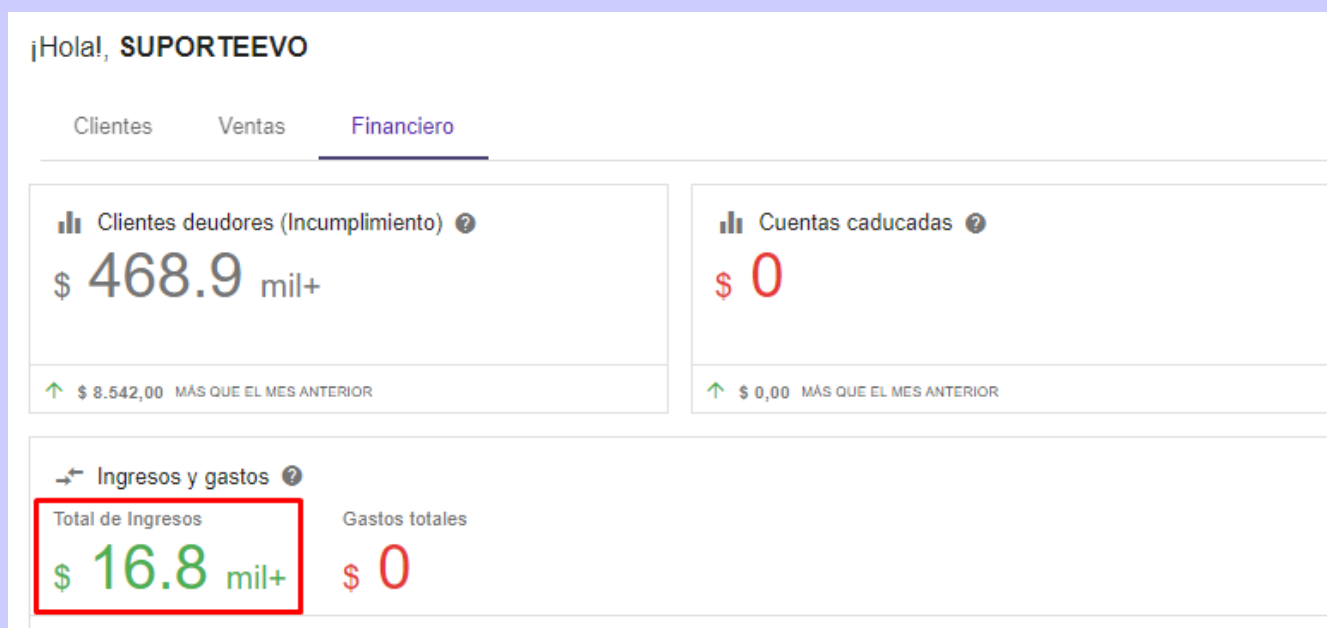 ¡Hola!, SUPORTEEVO
Clientes Ventas Financiero
Clientes deudores (Incumplimiento) ?
$ 468.9 mil+
↑ $ 8.542,00 MÁS QUE EL MES ANTERIOR
Cuentas caducadas ?
$ 0
↑ $ 0,00 MÁS QUE EL MES ANTERIOR
Ingresos y gastos ?
Total de Ingresos
$ 16.8 mil+
Gastos totales
$ 0